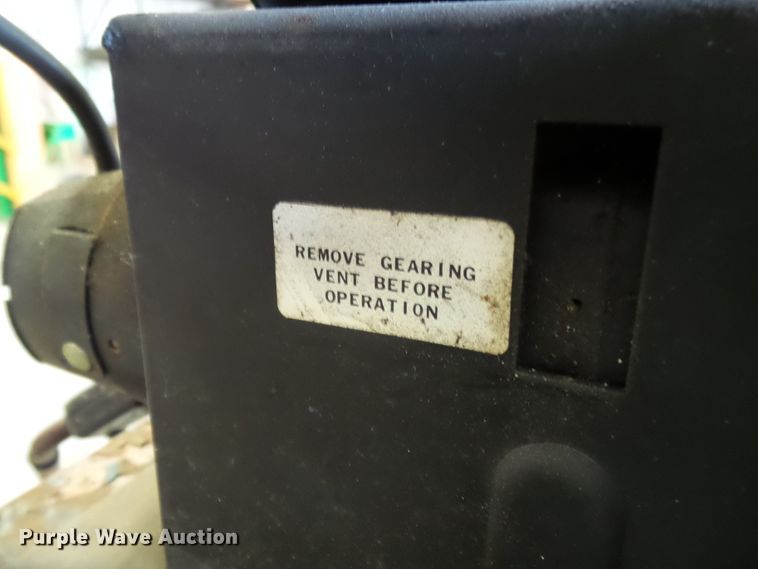 REMOVE GEARING
VENT BEFORE
OPERATION
Purple Wave Auction